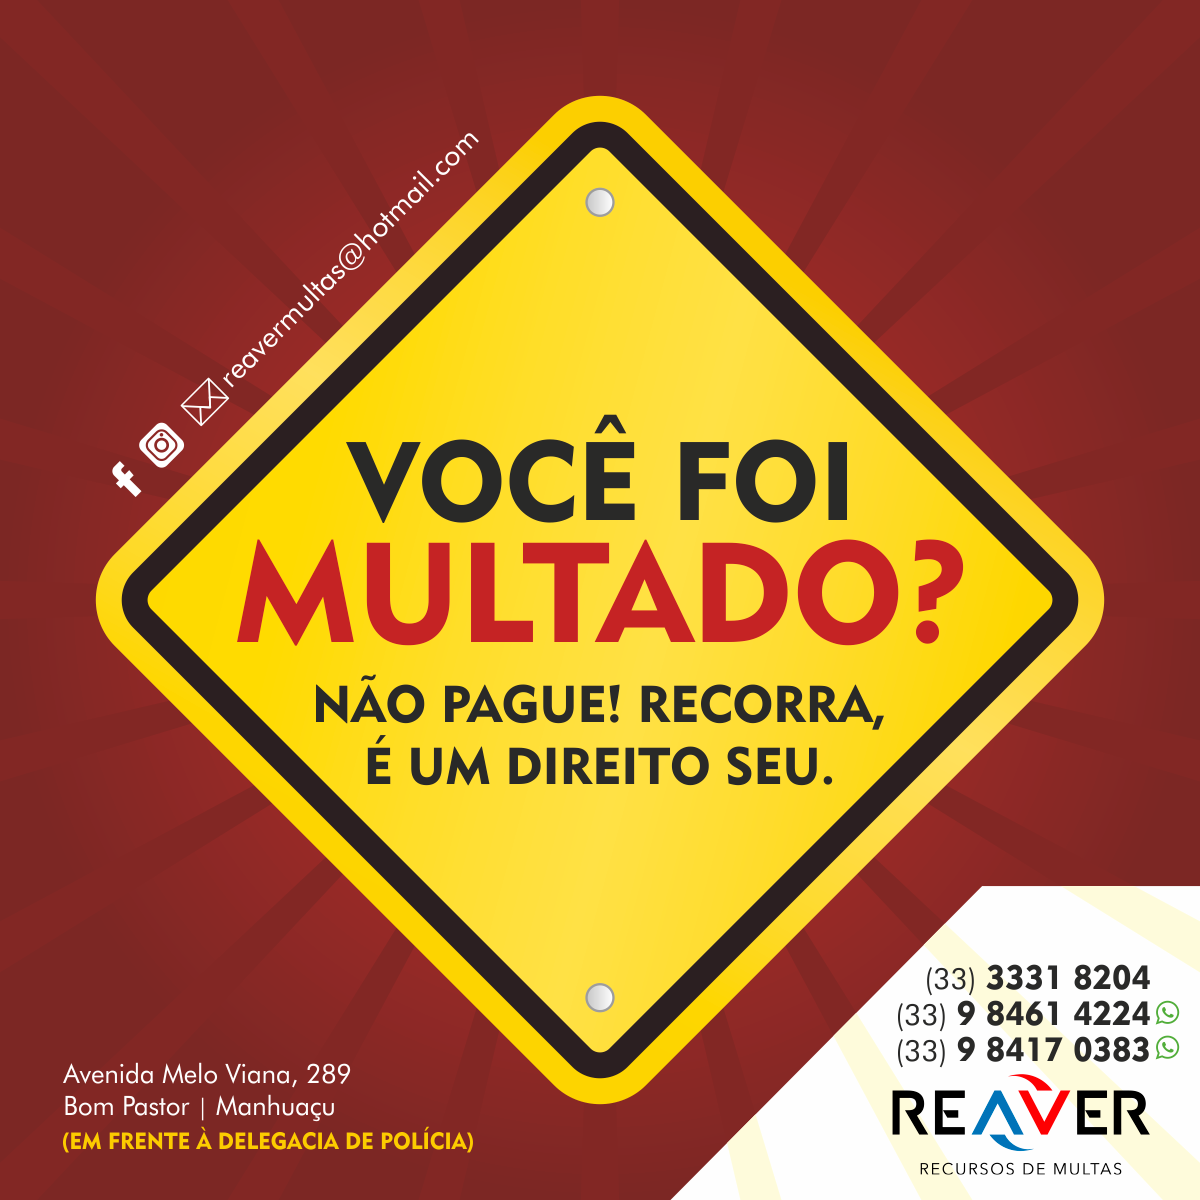 reavermultas@hotmail.com
VOCÊ FOI
MULTADO?
NÃO PAGUE! RECORRA,
É UM DIREITO SEU.
(33) 3331 8204
(33) 9 8461 4224
(33) 9 8417 0383
REAVER
RECURSOS DE MULTAS
Avenida Melo Viana, 289
Bom Pastor | Manhuaçu
(EM FRENTE À DELEGACIA DE POLÍCIA)